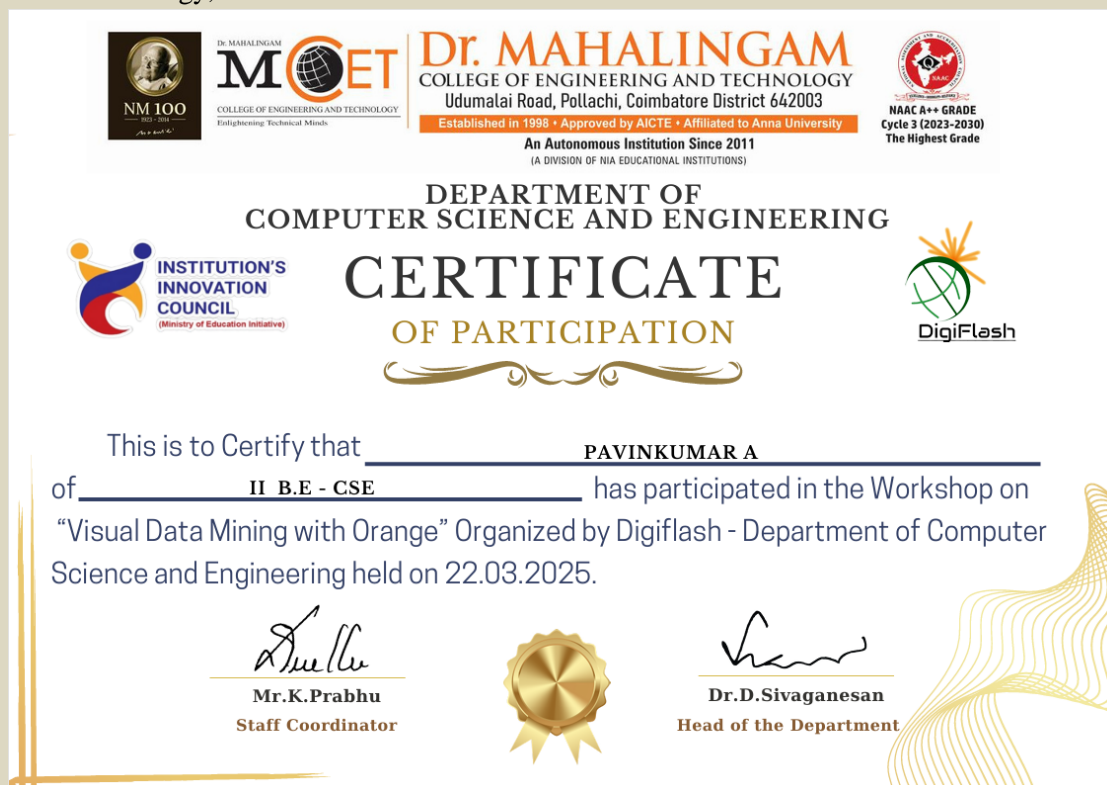 Dr. MAHALINGAM
MCET
COLLEGE OF ENGINEERING AND TECHNOLOGY
Enlightening Technical Minds
NM 100
1923 - 2014
Dr. MAHALINGAM
COLLEGE OF ENGINEERING AND TECHNOLOGY
Udumalai Road, Pollachi, Coimbatore District 642003
Established in 1998 • Approved by AICTE • Affiliated to Anna University
An Autonomous Institution Since 2011
(A DIVISION OF NIA EDUCATIONAL INSTITUTIONS)
NAAC
NAAC A++ GRADE
Cycle 3 (2023-2030)
The Highest Grade
DEPARTMENT OF
COMPUTER SCIENCE AND ENGINEERING
INSTITUTION'S
INNOVATION
COUNCIL
(Ministry of Education Initiative)
CERTIFICATE
OF PARTICIPATION
DigiFlash
This is to Certify that PAVINKUMAR A
of II B.E - CSE has participated in the Workshop on
“Visual Data Mining with Orange” Organized by Digiflash - Department of Computer
Science and Engineering held on 22.03.2025.
Mr.K.Prabhu
Staff Coordinator
Dr.D.Sivaganesan
Head of the Department